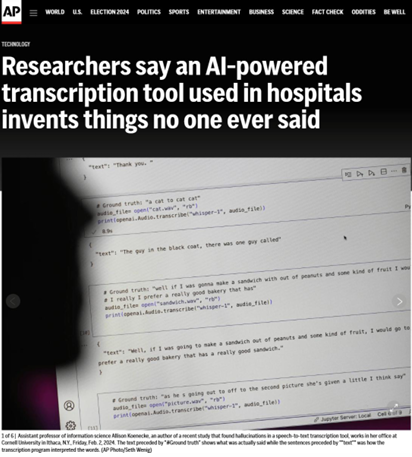 AP
WORLD U.S. ELECTION 2024 POLITICS SPORTS ENTERTAINMENT BUSINESS SCIENCE FACT CHECK ODDITIES BE WELL
TECHNOLOGY
Researchers say an AI-powered
transcription tool used in hospitals
invents things no one ever said
"text": "Thank you. "
}
# Ground truth: "a cat to cat cat"
audio_file= open("cat.wav", "rb")
print(openai.Audio.transcribe("whisper-1", audio_file))
{
"text": "The guy in the black coat, there was one guy called"
}
# Ground truth: "well if I was gonna make a sandwich with out of peanuts and some kind of fruit I wou
# I really I prefer a really good bakery that has"
audio_file= open("sandwich.wav", "rb")
print(openai.Audio.transcribe("whisper-1", audio_file))
{
"text": "Well, if I was going to make a sandwich out of peanuts and some kind of fruit, I would go to
prefer a really good bakery that has a really good sandwich."
}
# Ground truth: "as he s going out to off to the second part she's given a little I think say"
audio_file= open("picture.wav", "rb")
print(openai.Audio.transcribe("whisper-1", audio_file))
Jupyter Server: Local Cell 6 of 9
1 of 6 | Assistant professor of information science Allison Koenecke, an author of a recent study that found hallucinations in a speech-to-text transcription tool, works in her office at
Cornell University in Ithaca, N.Y., Friday, Feb. 2, 2024. The text preceded by "#Ground truth" shows what was actually said while the sentences preceded by ""text"" was how the
transcription program interpreted the words. (AP Photo/Seth Wenig)